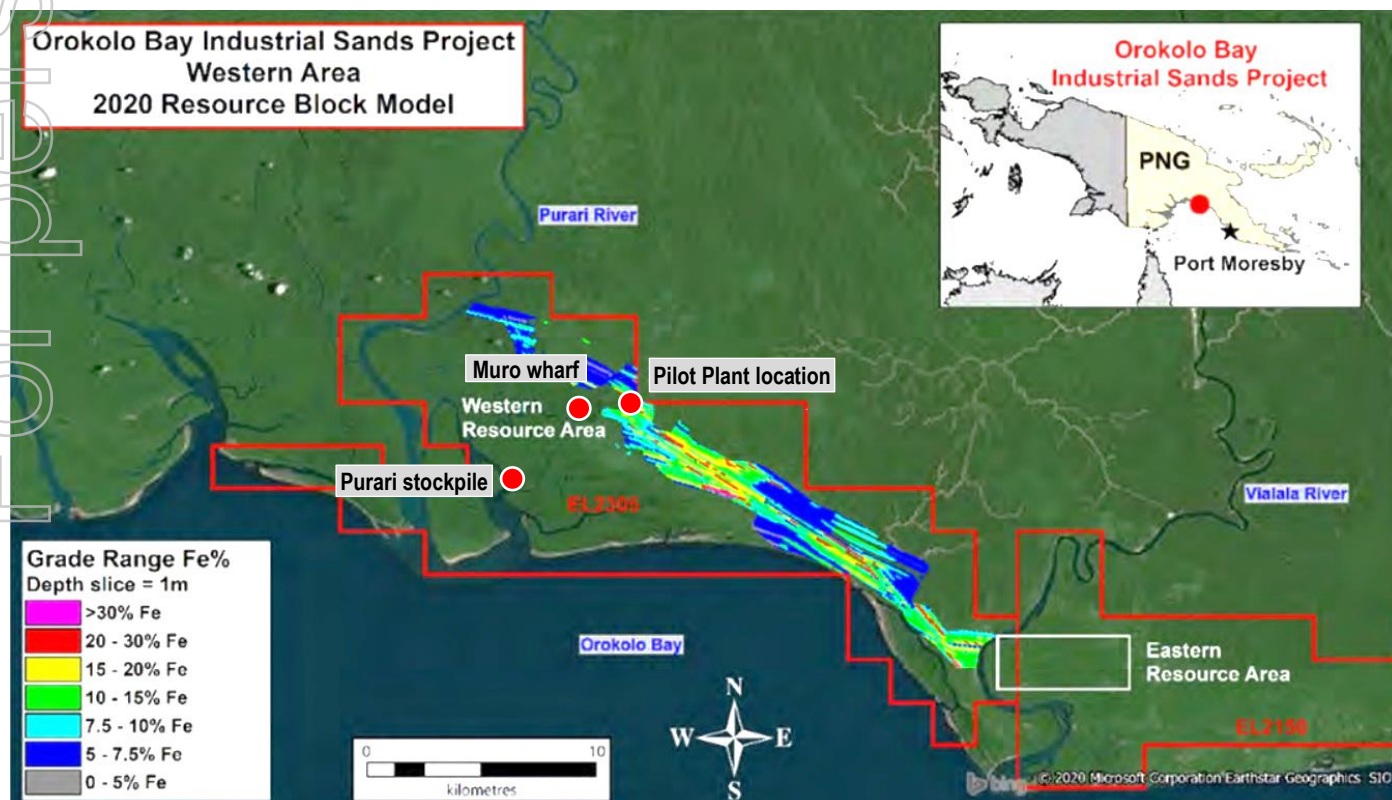 Orokolo Bay Industrial Sands Project
Western Area
2020 Resource Block Model
Orokolo Bay
Industrial Sands Project
PNG
Port Moresby
Purari River
Muro wharf
Pilot Plant location
Western
Resource Area
Purari stockpile
EL2305
Vialala River
Grade Range Fe%
Depth slice = 1m
>30% Fe
20 - 30% Fe
15 - 20% Fe
10 - 15% Fe
7.5 - 10% Fe
5 - 7.5% Fe
0 - 5% Fe
Orokolo Bay
Eastern
Resource Area
EL2150
N
W
E
S
0
10
kilometres
bing
© 2020 Microsoft Corporation Earthstar Geographics SIO